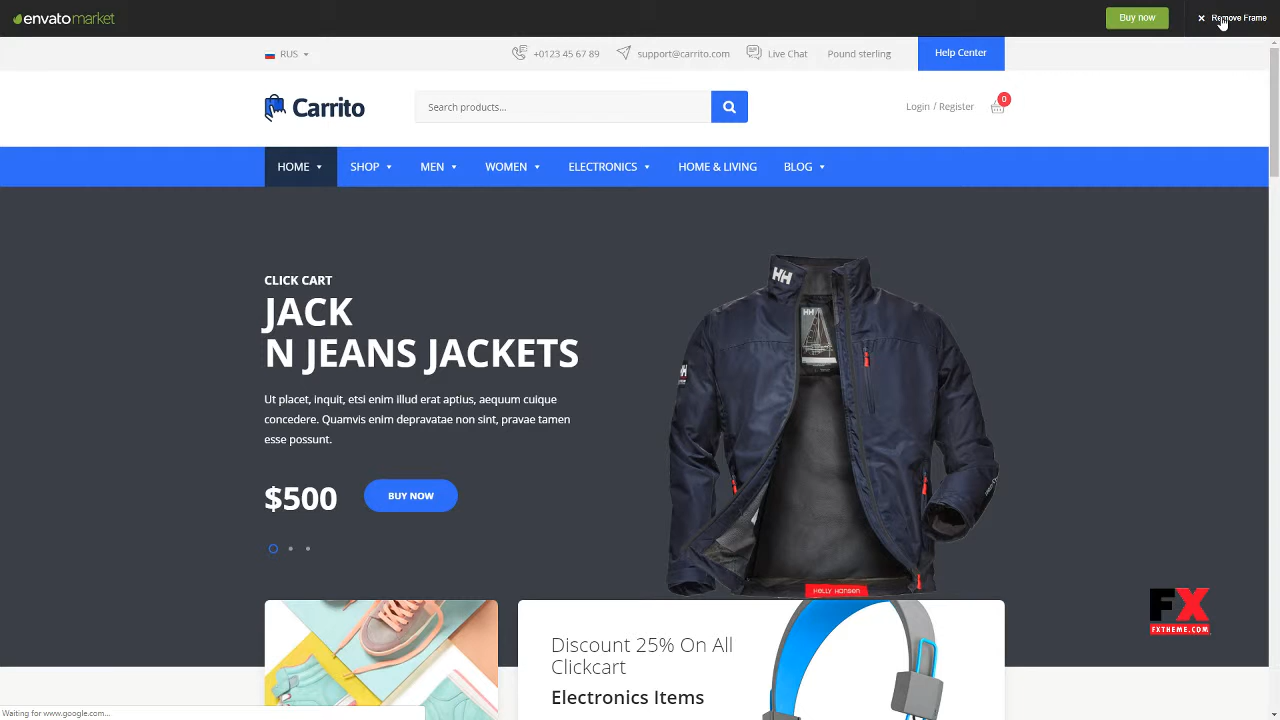 envato market
Buy now
× Remove Frame
RUS
+0123 45 67 89
support@carrito.com
Live Chat
Pound sterling
Help Center
Carrito
Search products...
Login / Register
0
HOME
SHOP
MEN
WOMEN
ELECTRONICS
HOME & LIVING
BLOG
CLICK CART
JACK
N JEANS JACKETS
Ut placet, inquit, etsi enim illud erat aptius, aequum cuique
concedere. Quamvis enim depravatae non sint, pravae tamen
esse possunt.
$500
BUY NOW
HH
HH
HELLY HANSEN
Discount 25% On All
Clickcart
Electronics Items
FX
FXTHEME.COM
Waiting for www.google.com...